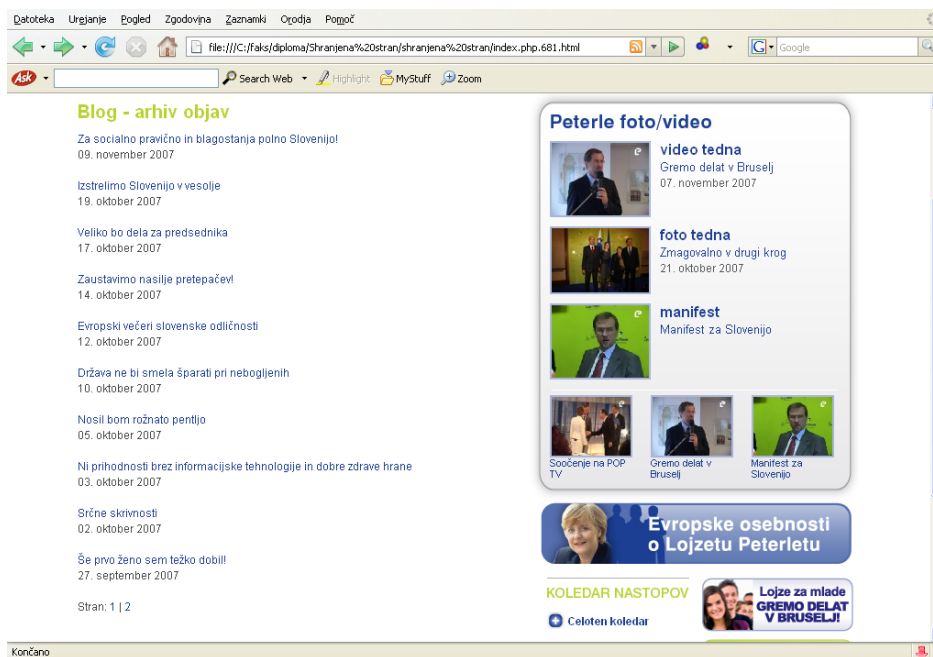 Datoteka Urejanje Pogled Zgodovina Zaznamki Orodja Pomoč
file:///C:/faks/diploma/Shranjena%20stran/shranjena%20stran/index.php.681.html
G Google
Ask Search Web Highlight MyStuff Zoom
Blog - arhiv objav
Za socialno pravično in blagostanja polno Slovenijo!
09. november 2007
Izstrelimo Slovenijo v vesolje
19. oktober 2007
Veliko bo dela za predsednika
17. oktober 2007
Zaustavimo nasilje pretepačev!
14. oktober 2007
Evropski večeri slovenske odličnosti
12. oktober 2007
Država ne bi smela šparati pri nebogljenih
10. oktober 2007
Nosil bom rožnato pentljo
05. oktober 2007
Ni prihodnosti brez informacijske tehnologije in dobre zdrave hrane
03. oktober 2007
Srčne skrivnosti
02. oktober 2007
Še prvo ženo sem težko dobil!
27. september 2007
Stran: 1 | 2
Peterle foto/video
video tedna
Gremo delat v Bruselj
07. november 2007
foto tedna
Zmagovalno v drugi krog
21. oktober 2007
manifest
Manifest za Slovenijo
Soočenje na POP
TV
Gremo delat v
Bruselj
Manifest za
Slovenijo
Evropske osebnosti
o Lojzetu Peterletu
KOLEDAR NASTOPOV
Celoten koledar
Lojze za mlade
GREMO DELAT
V BRUSELJ!
Končano